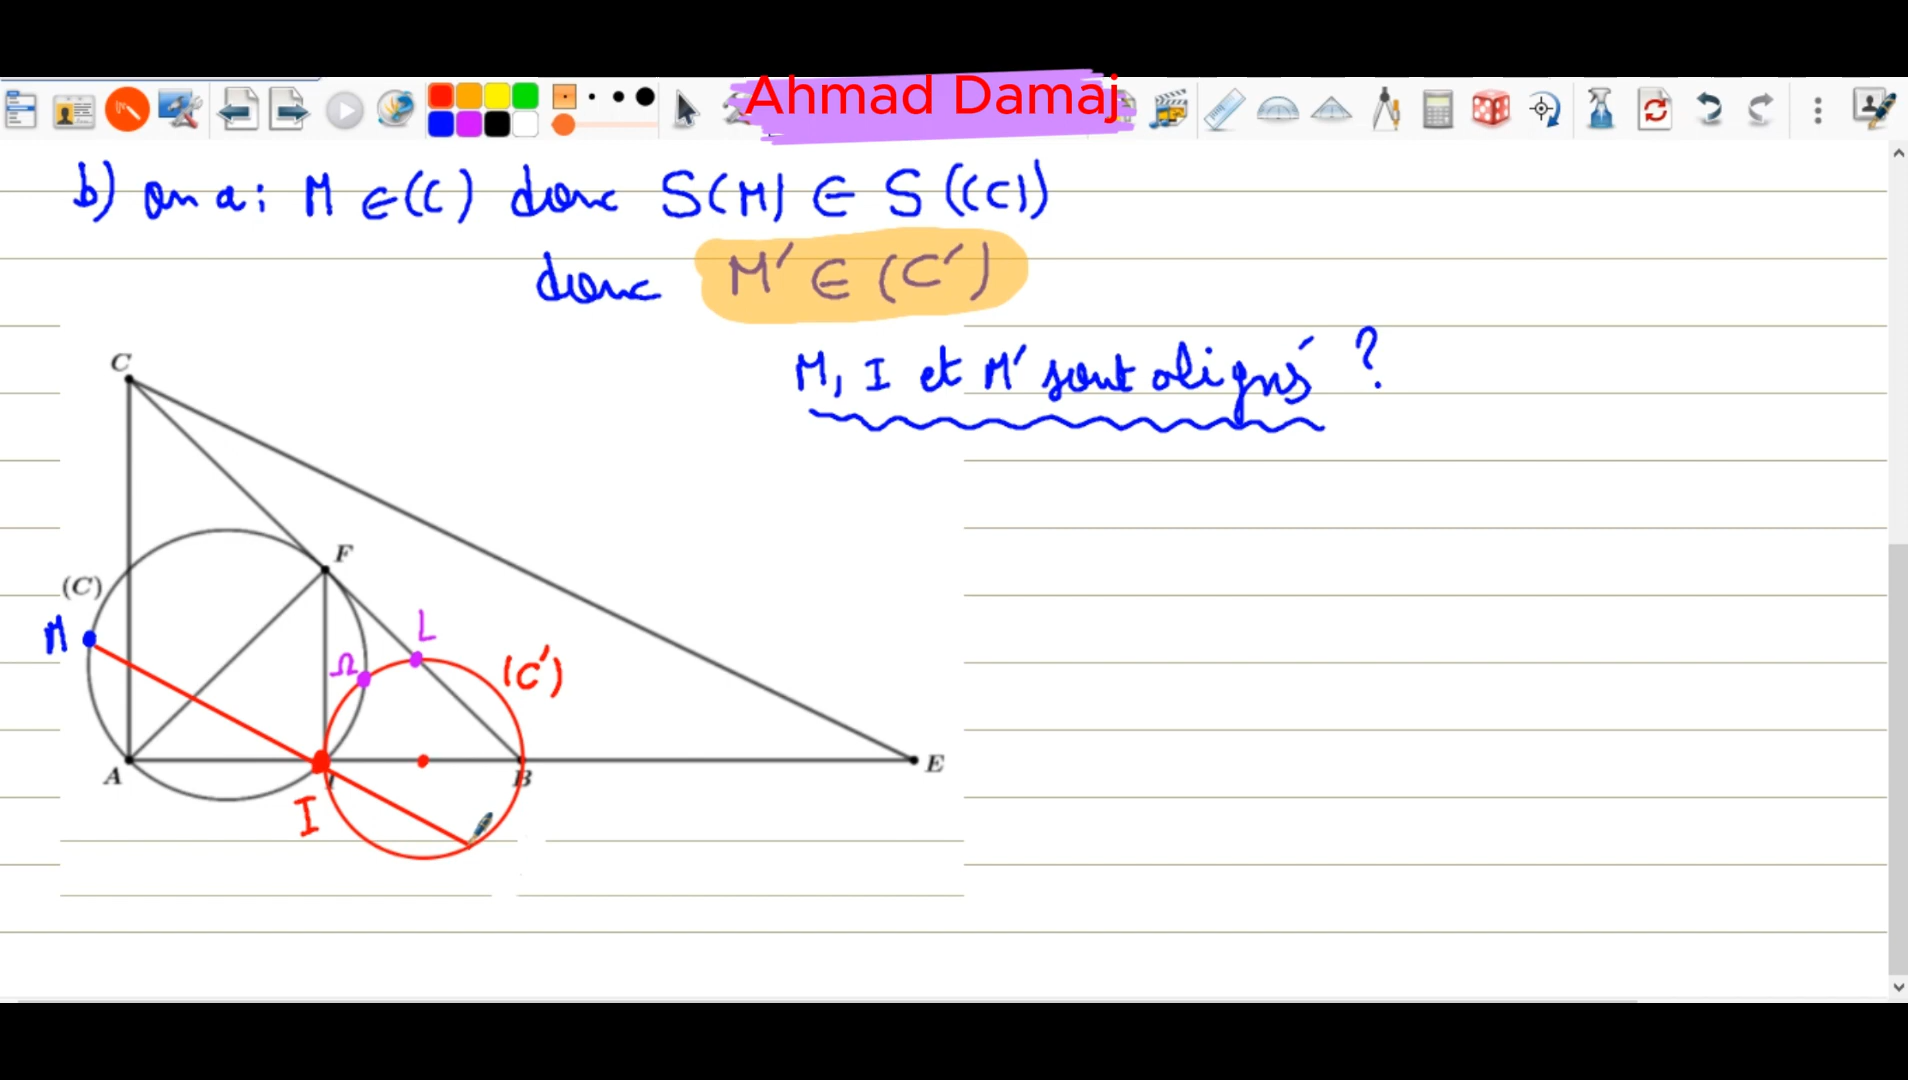 Ahmad Damaj
b) on a : M ∈ (C) donc S(M) ∈ S((C))
donc M' ∈ (C')
M, I et M' sont alignés ?
C
F
(C)
M
L
Ω
(C')
A
I
B
E
I